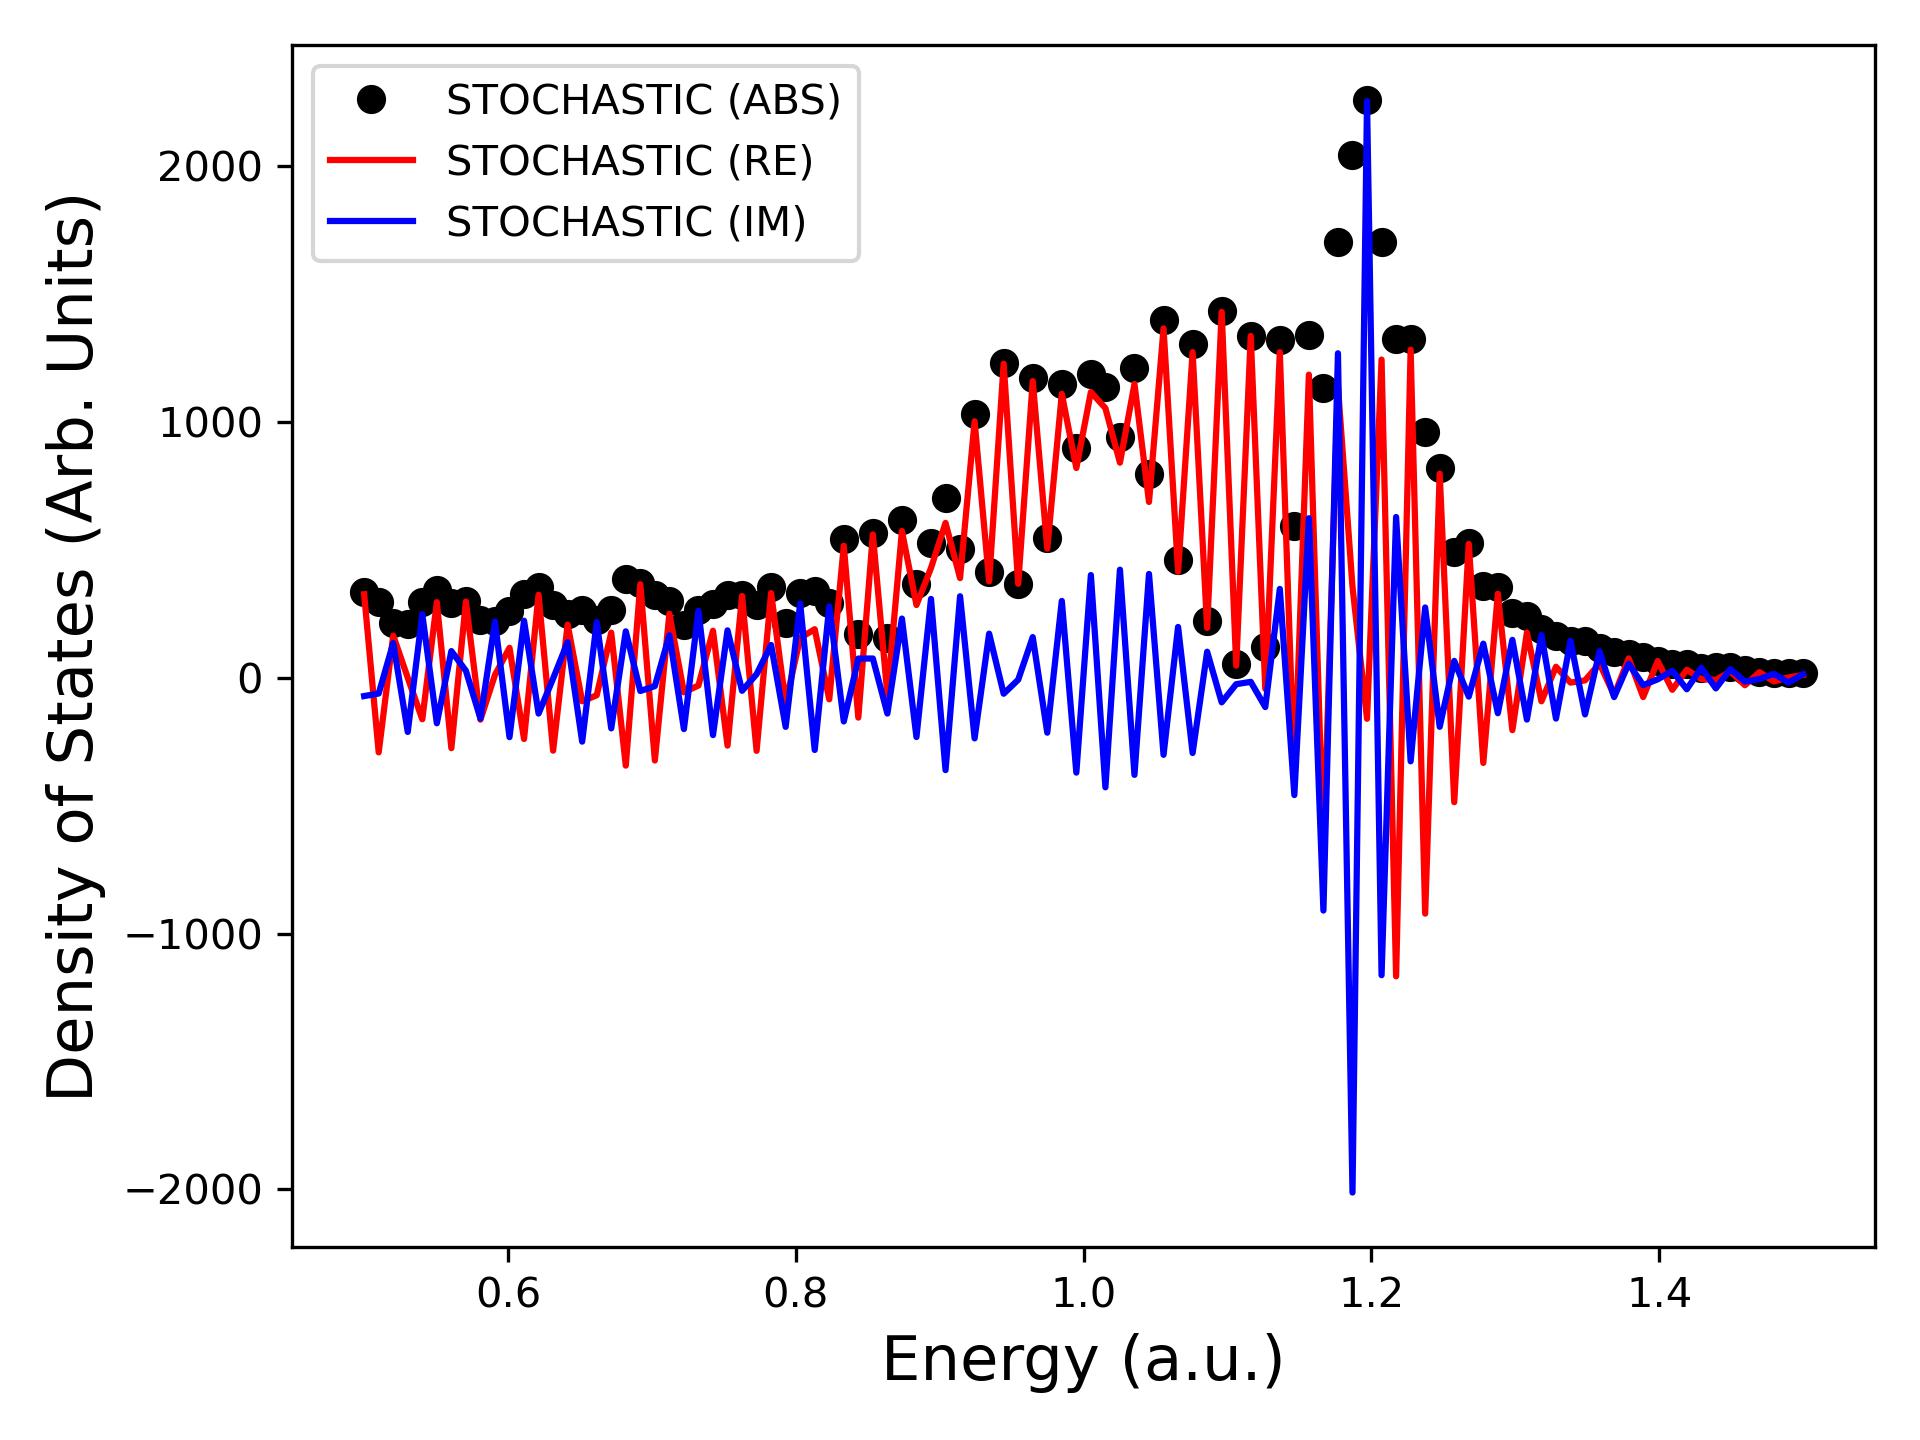 STOCHASTIC (ABS)
STOCHASTIC (RE)
STOCHASTIC (IM)
Density of States (Arb. Units)
2000
1000
0
−1000
−2000
0.6
0.8
1.0
1.2
1.4
Energy (a.u.)